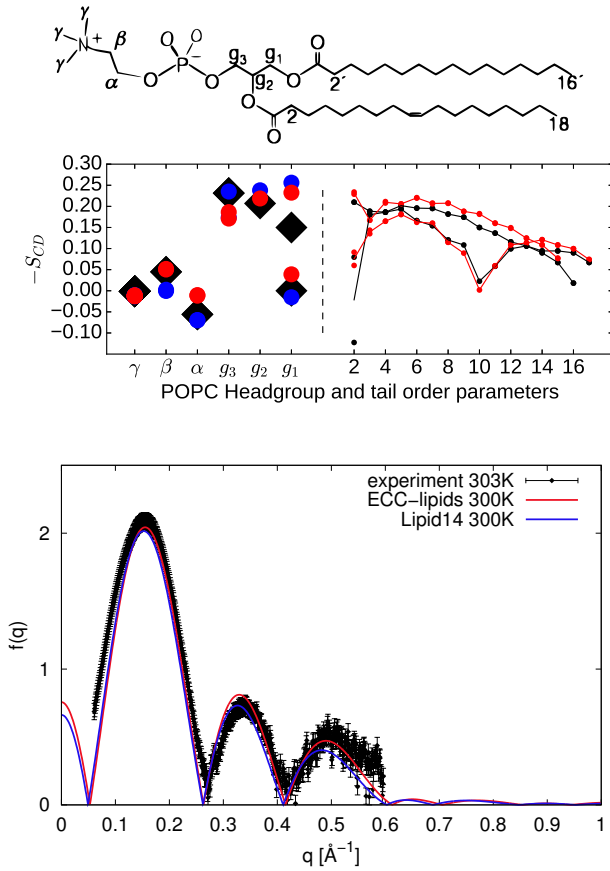 γ
γ
γ
N
+
β
α
O
O
O
P
−
O
g₃
g₂
g₁
O
O
2´
16´
O
O
2
18
−S_CD
0.30
0.25
0.20
0.15
0.10
0.05
0.00
−0.05
−0.10
γ β α g₃ g₂ g₁ 2 4 6 8 10 12 14 16
POPC Headgroup and tail order parameters
experiment 303K
ECC−lipids 300K
Lipid14 300K
f(q)
2
1
0
0 0.1 0.2 0.3 0.4 0.5 0.6 0.7 0.8 0.9 1
q [Å⁻¹]